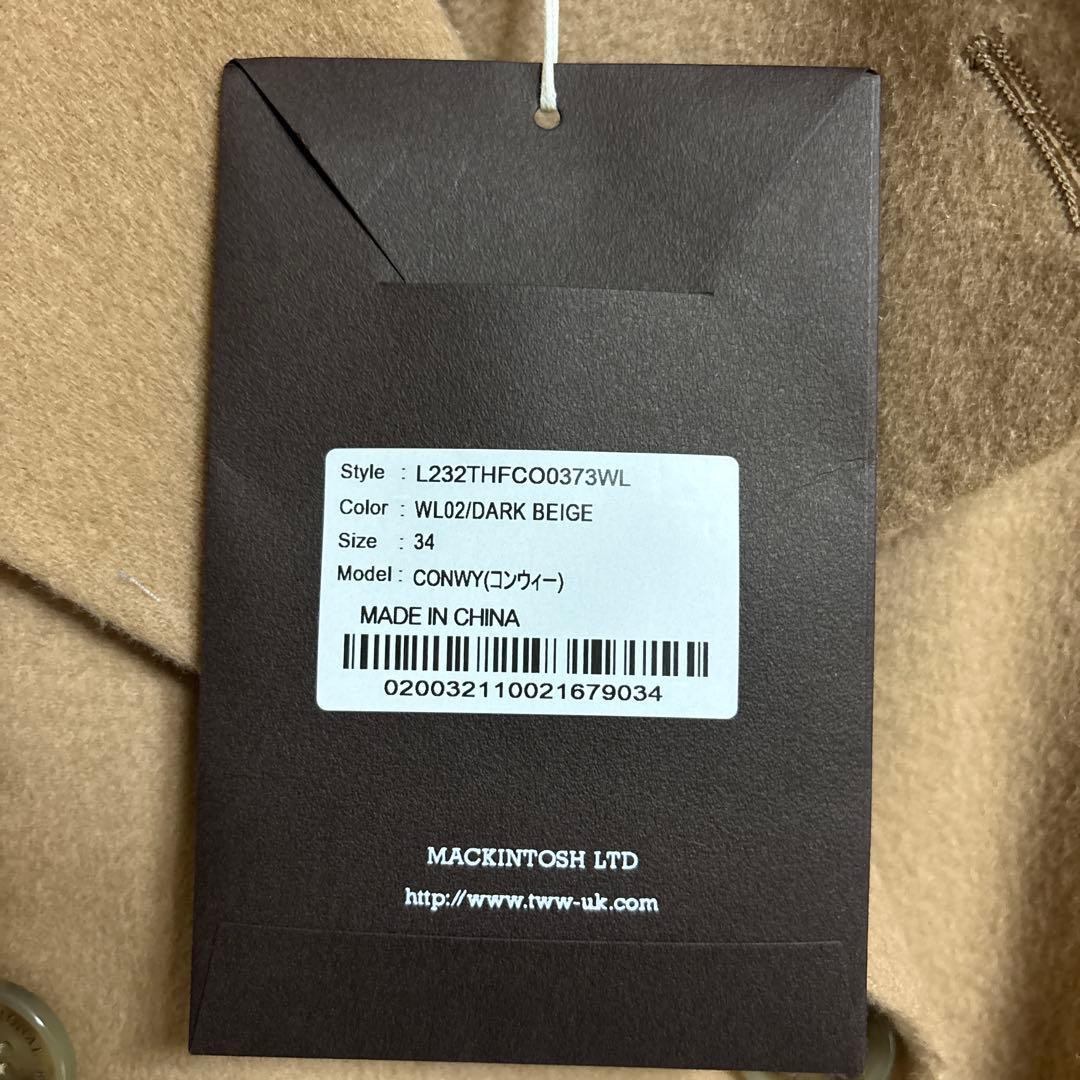 Style : L232THFCO0373WL
Color : WL02/DARK BEIGE
Size : 34
Model : CONWY(コンウィー)
MADE IN CHINA
020032110021679034
MACKINTOSH LTD
http://www.tww-uk.com